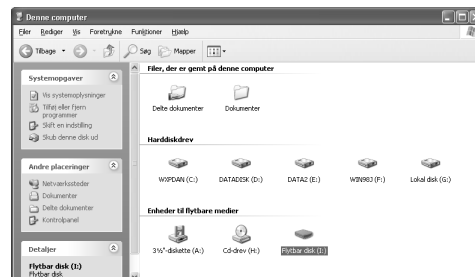 Denne computer
Filer Rediger Vis Foretrukne Funktioner Hjælp
Tilbage Søg Mapper
Systemopgaver
Vis systemoplysninger
Tilføj eller fjern
programmer
Skift en indstilling
Skub denne disk ud
Andre placeringer
Netværkssteder
Dokumenter
Delte dokumenter
Kontrolpanel
Detaljer
Flytbar disk (I:)
Flytbar disk
Filer, der er gemt på denne computer
Delte dokumenter Dokumenter
Harddiskdrev
WXPDAN (C:) DATADISK (D:) DATA2 (E:) WIN98J (F:) Lokal disk (G:)
Enheder til flytbare medier
3½"-diskette (A:) Cd-drev (H:) Flytbar disk (I:)